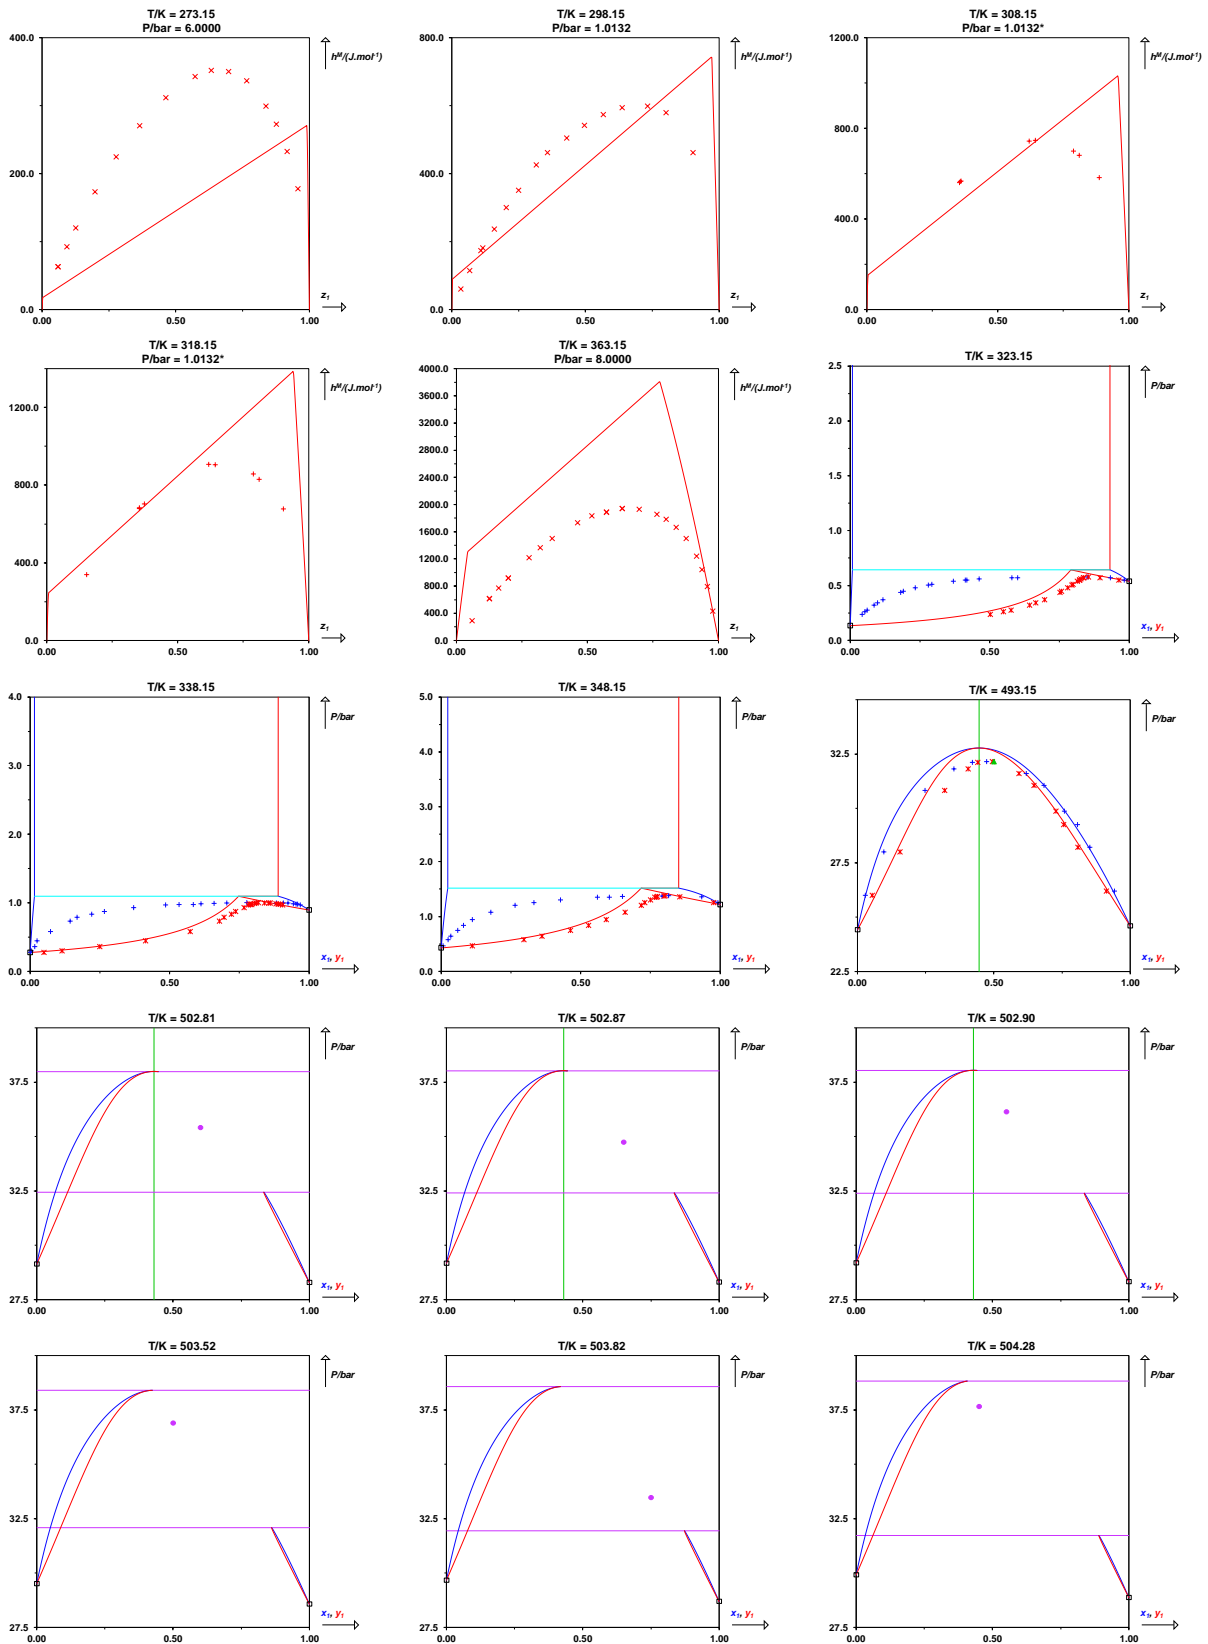 T/K = 273.15
P/bar = 6.0000
400.0
200.0
0.0
0.00
0.50
1.00
hᴹ/(J.mol⁻¹)
z₁
T/K = 298.15
P/bar = 1.0132
800.0
400.0
0.0
0.00
0.50
1.00
hᴹ/(J.mol⁻¹)
z₁
T/K = 308.15
P/bar = 1.0132*
1200.0
800.0
400.0
0.0
0.00
0.50
1.00
hᴹ/(J.mol⁻¹)
z₁
T/K = 318.15
P/bar = 1.0132*
1200.0
800.0
400.0
0.0
0.00
0.50
1.00
hᴹ/(J.mol⁻¹)
z₁
T/K = 363.15
P/bar = 8.0000
4000.0
3600.0
3200.0
2800.0
2400.0
2000.0
1600.0
1200.0
800.0
400.0
0.0
0.00
0.50
1.00
hᴹ/(J.mol⁻¹)
z₁
T/K = 323.15
2.5
2.0
1.5
1.0
0.5
0.0
0.00
0.50
1.00
P/bar
x₁, y₁
T/K = 338.15
4.0
3.0
2.0
1.0
0.0
0.00
0.50
1.00
P/bar
x₁, y₁
T/K = 348.15
5.0
4.0
3.0
2.0
1.0
0.0
0.00
0.50
1.00
P/bar
x₁, y₁
T/K = 493.15
32.5
27.5
22.5
0.00
0.50
1.00
P/bar
x₁, y₁
T/K = 502.81
37.5
32.5
27.5
0.00
0.50
1.00
P/bar
x₁, y₁
T/K = 502.87
37.5
32.5
27.5
0.00
0.50
1.00
P/bar
x₁, y₁
T/K = 502.90
37.5
32.5
27.5
0.00
0.50
1.00
P/bar
x₁, y₁
T/K = 503.52
37.5
32.5
27.5
0.00
0.50
1.00
P/bar
x₁, y₁
T/K = 503.82
37.5
32.5
27.5
0.00
0.50
1.00
P/bar
x₁, y₁
T/K = 504.28
37.5
32.5
27.5
0.00
0.50
1.00
P/bar
x₁, y₁